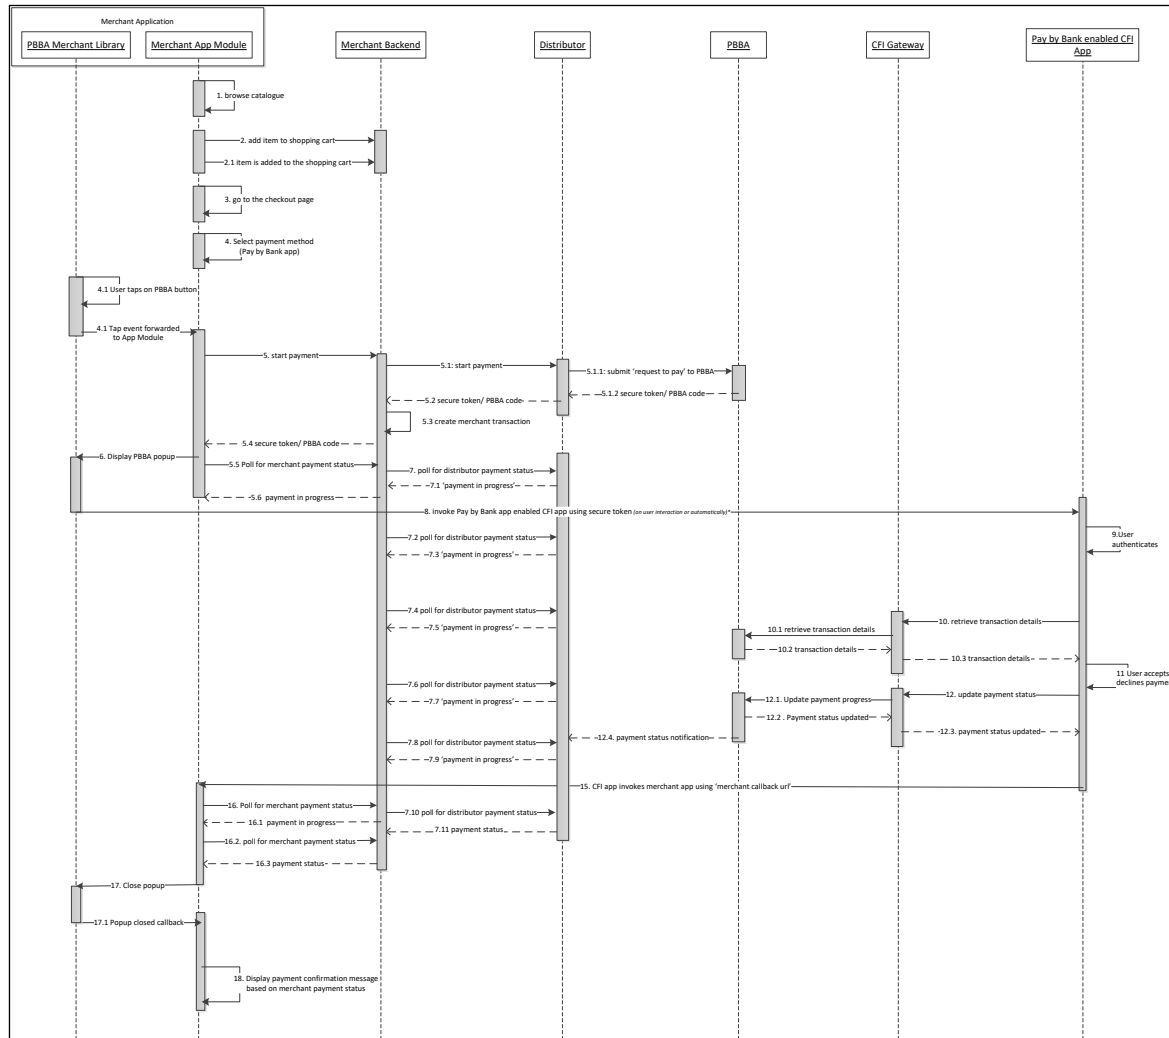 Merchant Application
PBBA Merchant Library
Merchant App Module
Merchant Backend
Distributor
PBBA
CFI Gateway
Pay by Bank enabled CFI
App
1. browse catalogue
2. add item to shopping cart
2.1 item is added to the shopping cart
3. go to the checkout page
4. Select payment method
(Pay by Bank app)
4.1 User taps on PBBA button
4.1 Tap event forwarded
to App Module
5. start payment
5.1: start payment
5.1.1: submit ‘request to pay’ to PBBA
5.1.2 secure token/ PBBA code
5.2 secure token/ PBBA code
5.3 create merchant transaction
5.4 secure token/ PBBA code
6. Display PBBA popup
5.5 Poll for merchant payment status
7. poll for distributor payment status
7.1 ‘payment in progress’
5.6 payment in progress
8. invoke Pay by Bank app enabled CFI app using secure token (on user interaction or automatically)*
9.User
authenticates
7.2 poll for distributor payment status
7.3 ‘payment in progress’
7.4 poll for distributor payment status
7.5 ‘payment in progress’
10. retrieve transaction details
10.1 retrieve transaction details
10.2 transaction details
10.3 transaction details
11 User accepts
declines payme
7.6 poll for distributor payment status
7.7 ‘payment in progress’
12. update payment status
12.1. Update payment progress
12.2 . Payment status updated
12.3. payment status updated
12.4. payment status notification
7.8 poll for distributor payment status
7.9 ‘payment in progress’
15. CFI app invokes merchant app using ‘merchant callback url’
16. Poll for merchant payment status
7.10 poll for distributor payment status
16.1 payment in progress
7.11 payment status
16.2. poll for merchant payment status
16.3 payment status
17. Close popup
17.1 Popup closed callback
18. Display payment confirmation message
based on merchant payment status